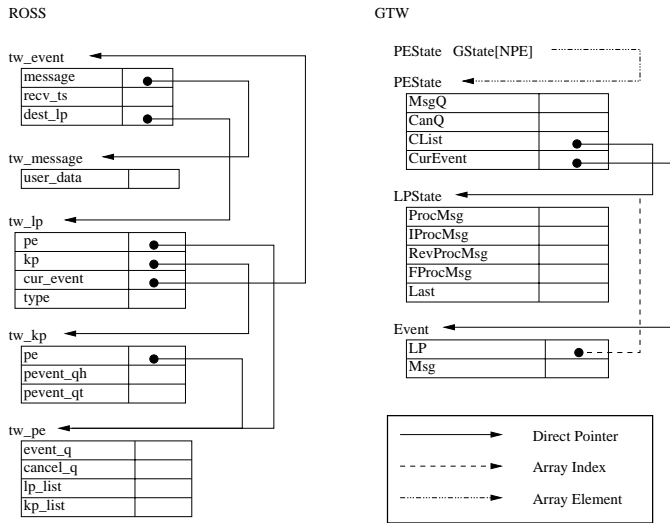 ROSS
tw_event
message
recv_ts
dest_lp
tw_message
user_data
tw_lp
pe
kp
cur_event
type
tw_kp
pe
pevent_qh
pevent_qt
tw_pe
event_q
cancel_q
lp_list
kp_list
GTW
PEState GState[NPE]
PEState
MsgQ
CanQ
CList
CurEvent
LPState
ProcMsg
IProcMsg
RevProcMsg
FProcMsg
Last
Event
LP
Msg
Direct Pointer
Array Index
Array Element